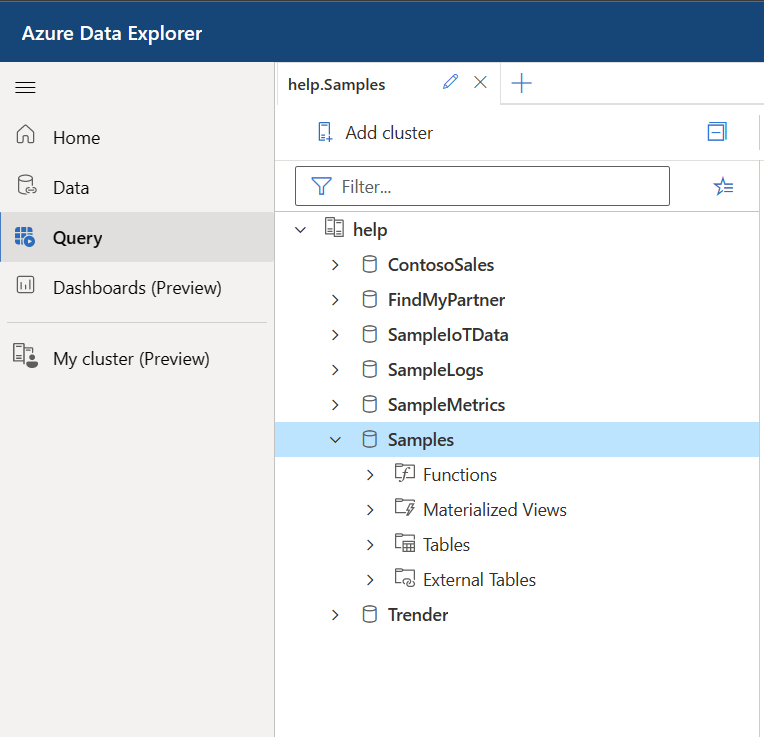 Azure Data Explorer
help.Samples
Add cluster
Home
Data
Query
Dashboards (Preview)
My cluster (Preview)
Filter...
help
ContosoSales
FindMyPartner
SampleIoTData
SampleLogs
SampleMetrics
Samples
Functions
Materialized Views
Tables
External Tables
Trender